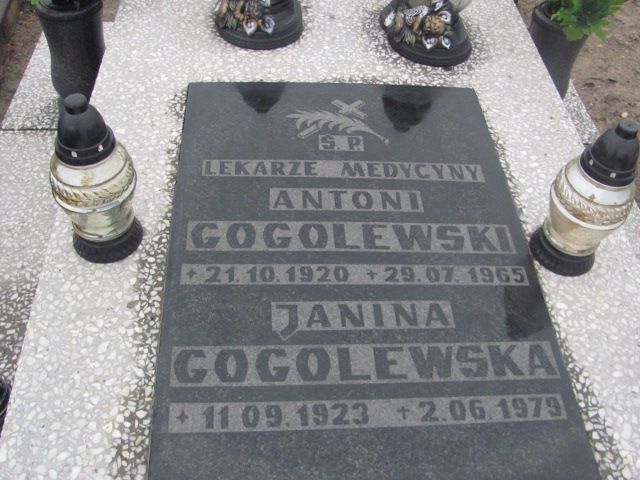 Ś.P.
LEKARZE MEDYCYNY
ANTONI
GOGOLEWSKI
+ 21.10.1920 + 29.07.1965
JANINA
GOGOLEWSKA
+ 11 09.1923 + 2.06.1979